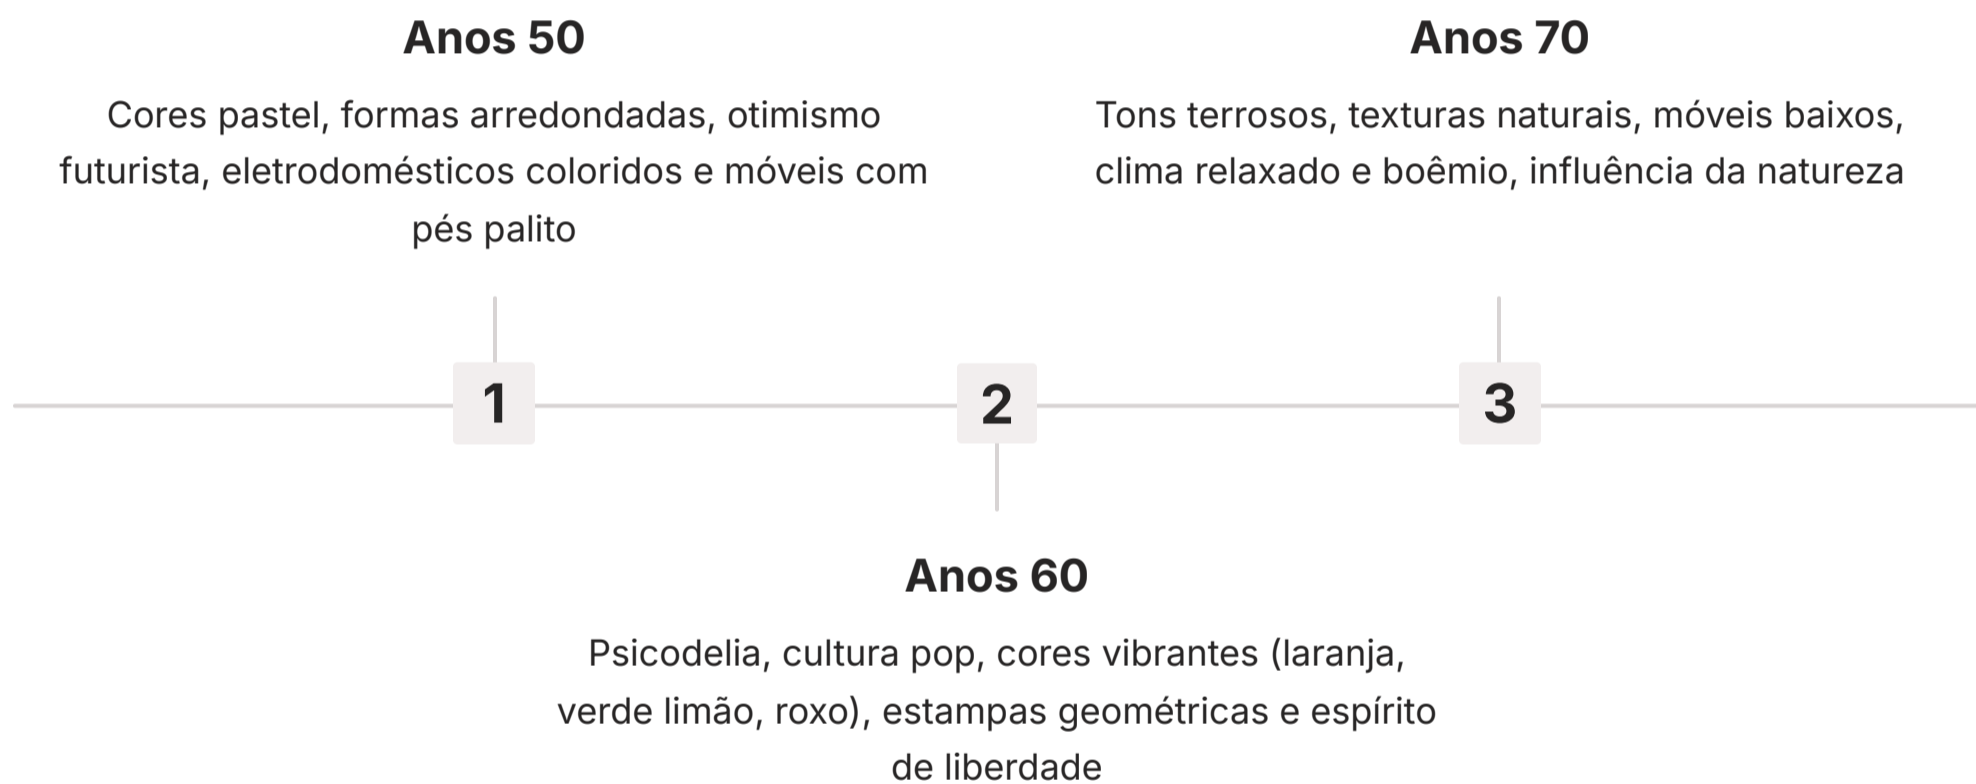 Anos 50
Cores pastel, formas arredondadas, otimismo
futurista, eletrodomésticos coloridos e móveis com
pés palito
Anos 70
Tons terrosos, texturas naturais, móveis baixos,
clima relaxado e boêmio, influência da natureza
1
2
3
Anos 60
Psicodelia, cultura pop, cores vibrantes (laranja,
verde limão, roxo), estampas geométricas e espírito
de liberdade